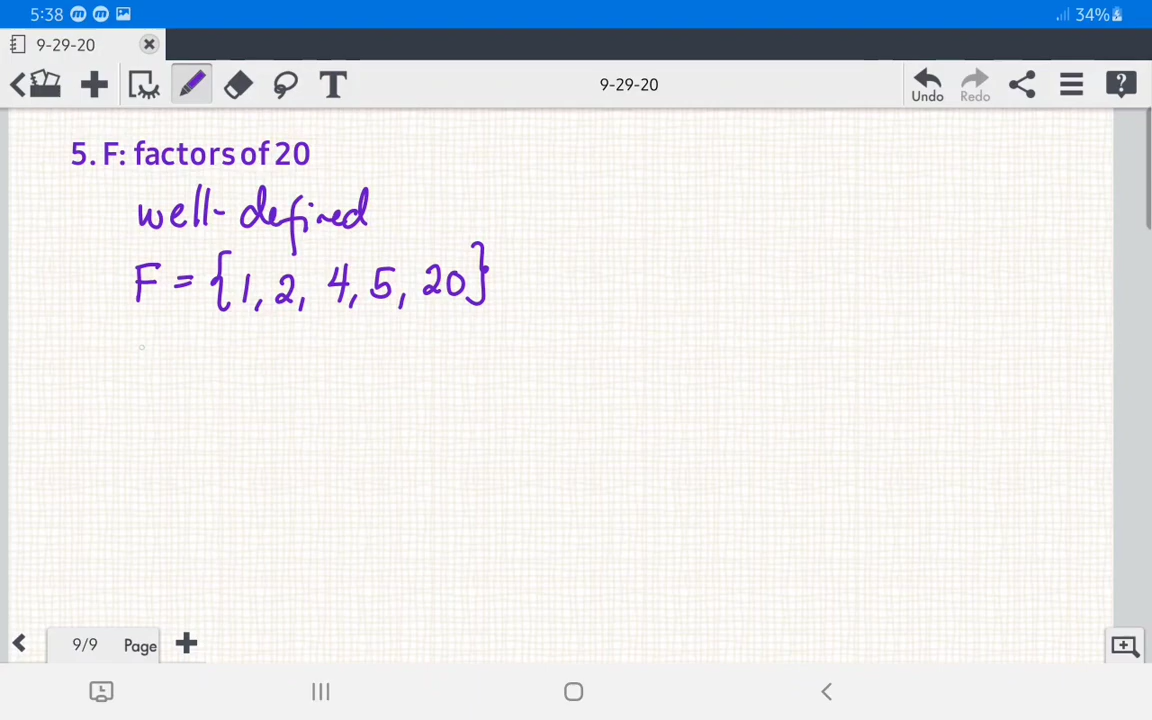 5:38 34%
9-29-20
9-29-20 Undo Redo
5. F: factors of 20
well-defined
F = {1, 2, 4, 5, 20}
9/9 Page